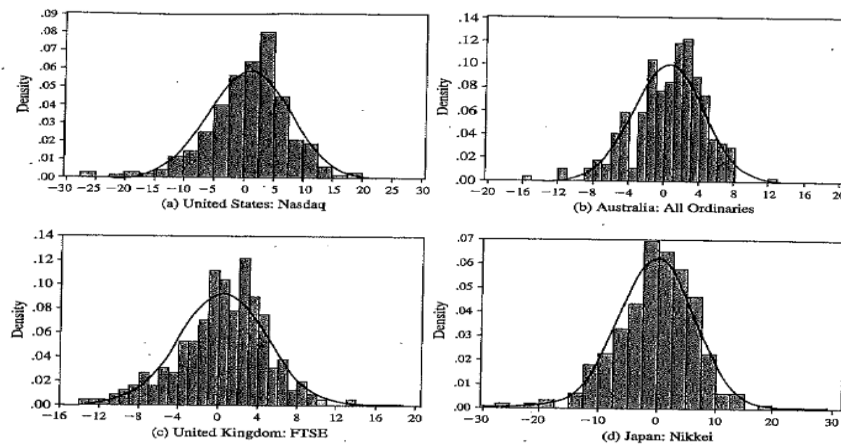 .09
.08
.07
.06
.05
.04
.03
.02
.01
.00
Density
−30 −25 −20 −15 −10 −5 0 5 10 15 20 25 30
(a) United States: Nasdaq
.14
.12
.10
.08
.06
.04
.02
.00
Density
−20 −16 −12 −8 −4 0 4 8 12 16 20
(b) Australia: All Ordinaries
.14
.12
.10
.08
.06
.04
.02
.00
Density
−16 −12 −8 −4 0 4 8 12 16 20
(c) United Kingdom: FTSE
.07
.06
.05
.04
.03
.02
.01
.00
Density
−30 −20 −10 0 10 20 30
(d) Japan: Nikkei